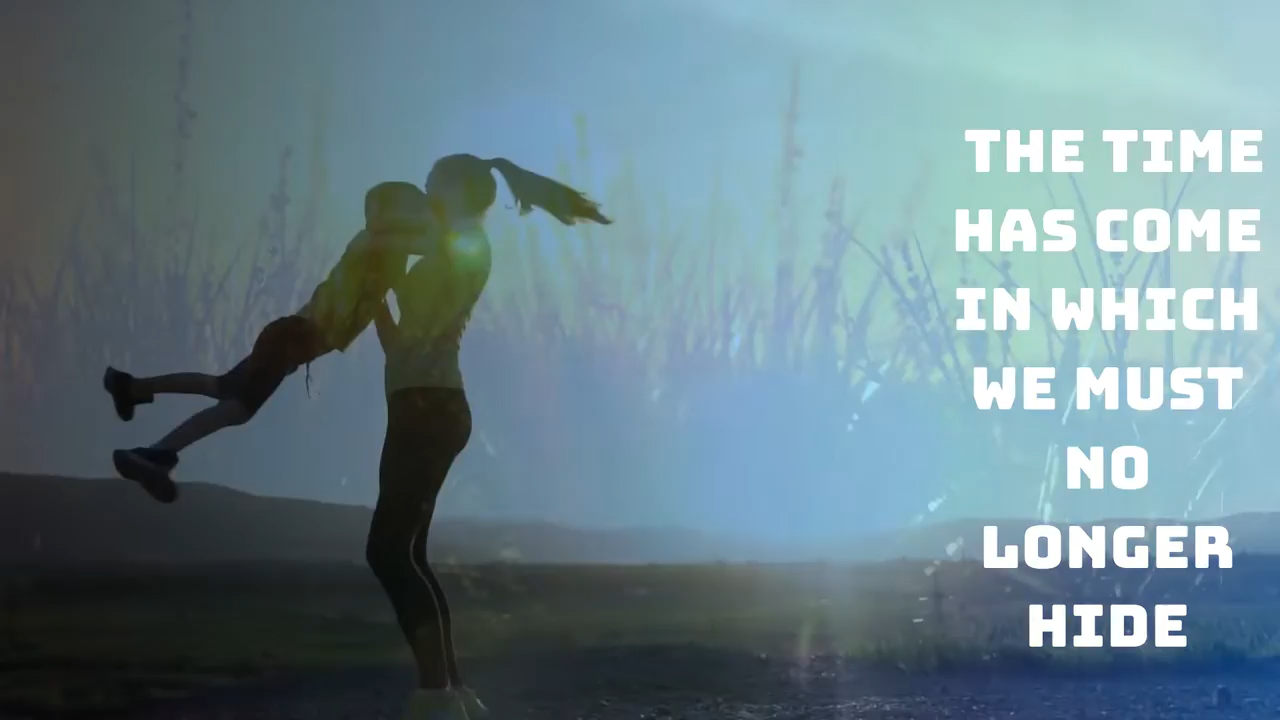 THE TIME
HAS COME
IN WHICH
WE MUST
NO
LONGER
HIDE